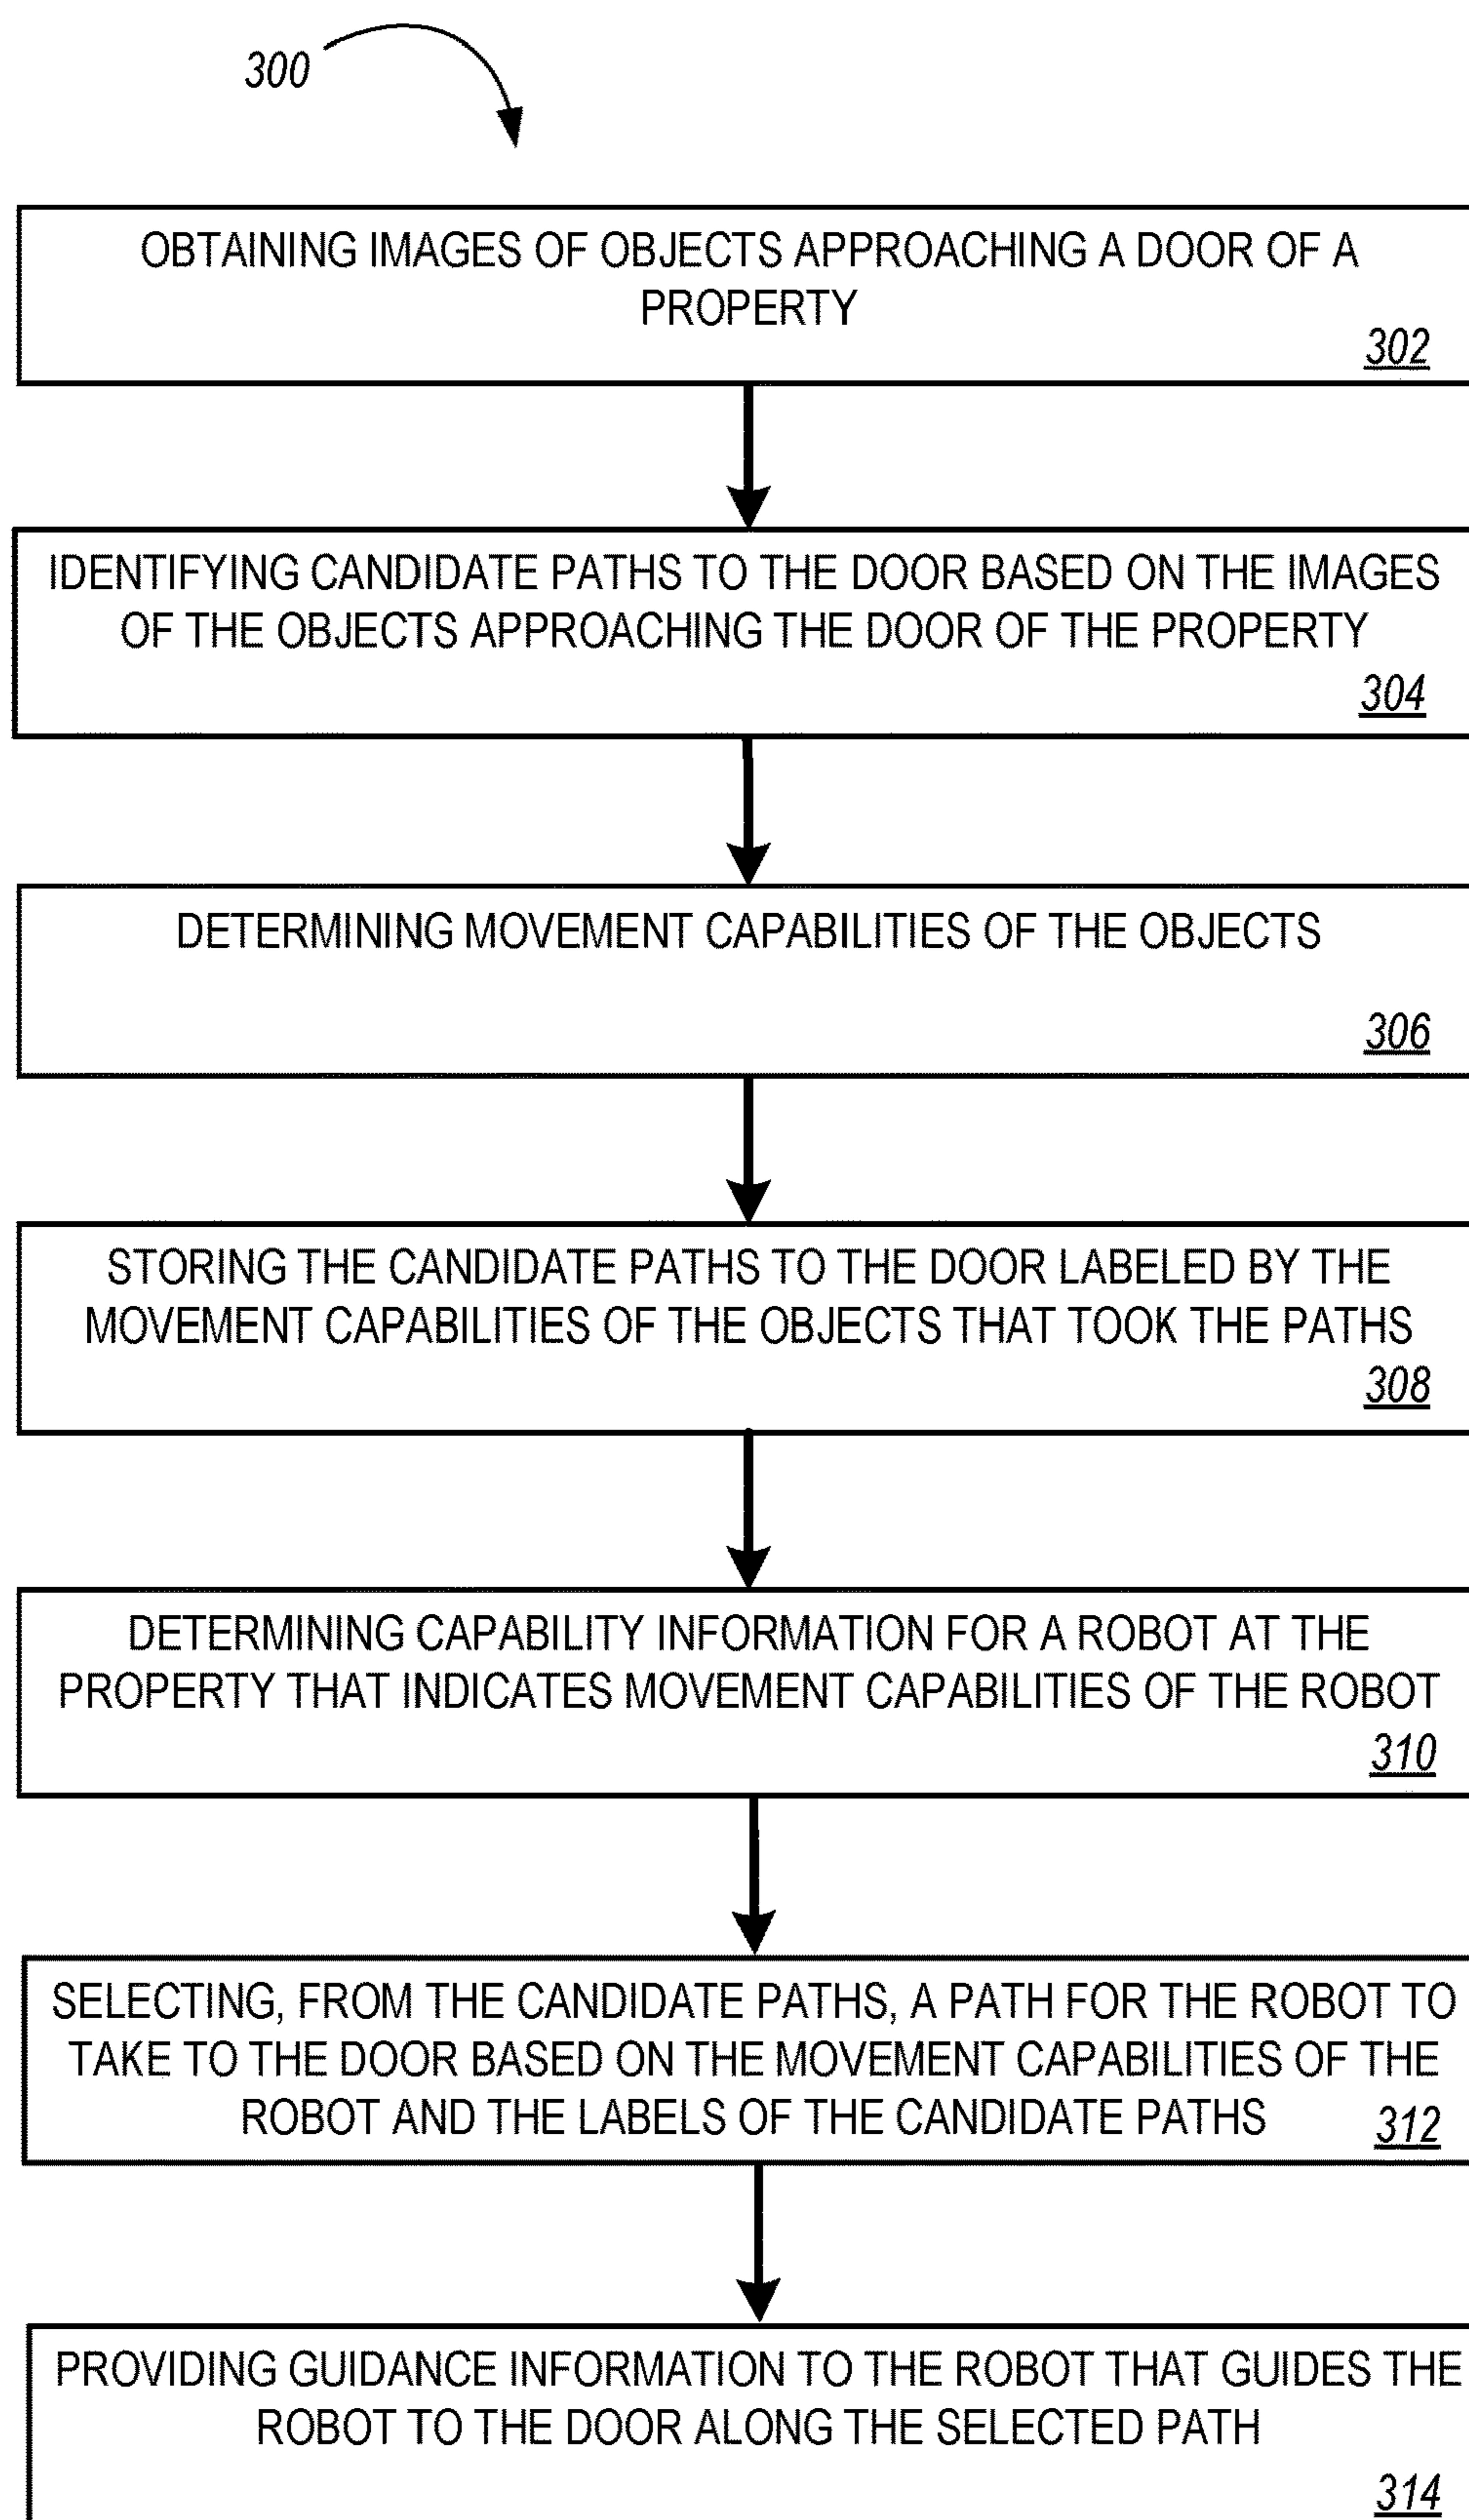 300
OBTAINING IMAGES OF OBJECTS APPROACHING A DOOR OF A
PROPERTY
302
IDENTIFYING CANDIDATE PATHS TO THE DOOR BASED ON THE IMAGES
OF THE OBJECTS APPROACHING THE DOOR OF THE PROPERTY
304
DETERMINING MOVEMENT CAPABILITIES OF THE OBJECTS
306
STORING THE CANDIDATE PATHS TO THE DOOR LABELED BY THE
MOVEMENT CAPABILITIES OF THE OBJECTS THAT TOOK THE PATHS
308
DETERMINING CAPABILITY INFORMATION FOR A ROBOT AT THE
PROPERTY THAT INDICATES MOVEMENT CAPABILITIES OF THE ROBOT
310
SELECTING, FROM THE CANDIDATE PATHS, A PATH FOR THE ROBOT TO
TAKE TO THE DOOR BASED ON THE MOVEMENT CAPABILITIES OF THE
ROBOT AND THE LABELS OF THE CANDIDATE PATHS
312
PROVIDING GUIDANCE INFORMATION TO THE ROBOT THAT GUIDES THE
ROBOT TO THE DOOR ALONG THE SELECTED PATH
314